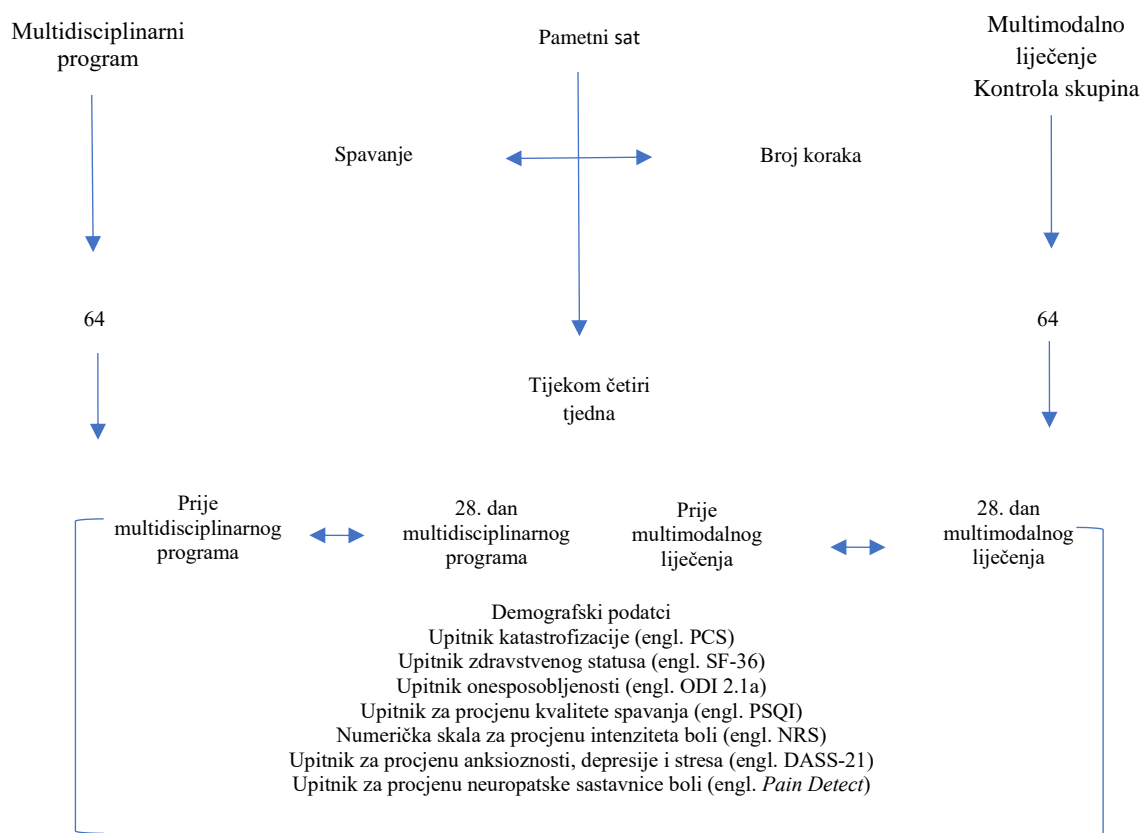 Multidisciplinarni
program
Pametni sat
Multimodalno
liječenje
Kontrola skupina
Spavanje
Broj koraka
64
64
Tijekom četiri
tjedna
Prije
multidisciplinarnog
programa
28. dan
multidisciplinarnog
programa
Prije
multimodalnog
liječenja
28. dan
multimodalnog
liječenja
Demografski podatci
Upitnik katastrofizacije (engl. PCS)
Upitnik zdravstvenog statusa (engl. SF-36)
Upitnik onesposobljenosti (engl. ODI 2.1a)
Upitnik za procjenu kvalitete spavanja (engl. PSQI)
Numerička skala za procjenu intenziteta boli (engl. NRS)
Upitnik za procjenu anksioznosti, depresije i stresa (engl. DASS-21)
Upitnik za procjenu neuropatske sastavnice boli (engl. Pain Detect)